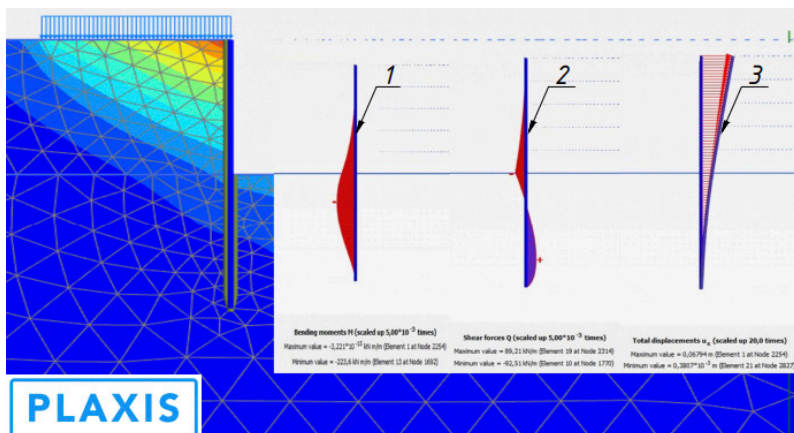 1
2
3
Bending moments M (scaled up 5,00*10⁻³ times)
Maximum value = -3,221*10⁻¹⁵ kN m/m (Element 1 at Node 2254)
Minimum value = -223,6 kN m/m (Element 13 at Node 1692)
Shear forces Q (scaled up 5,00*10⁻³ times)
Maximum value = 89,21 kN/m (Element 19 at Node 2314)
Minimum value = -92,51 kN/m (Element 10 at Node 1770)
Total displacements uₓ (scaled up 20,0 times)
Maximum value = 0,06794 m (Element 1 at Node 2254)
Minimum value = 0,3807*10⁻³ m (Element 21 at Node 2827)
PLAXIS